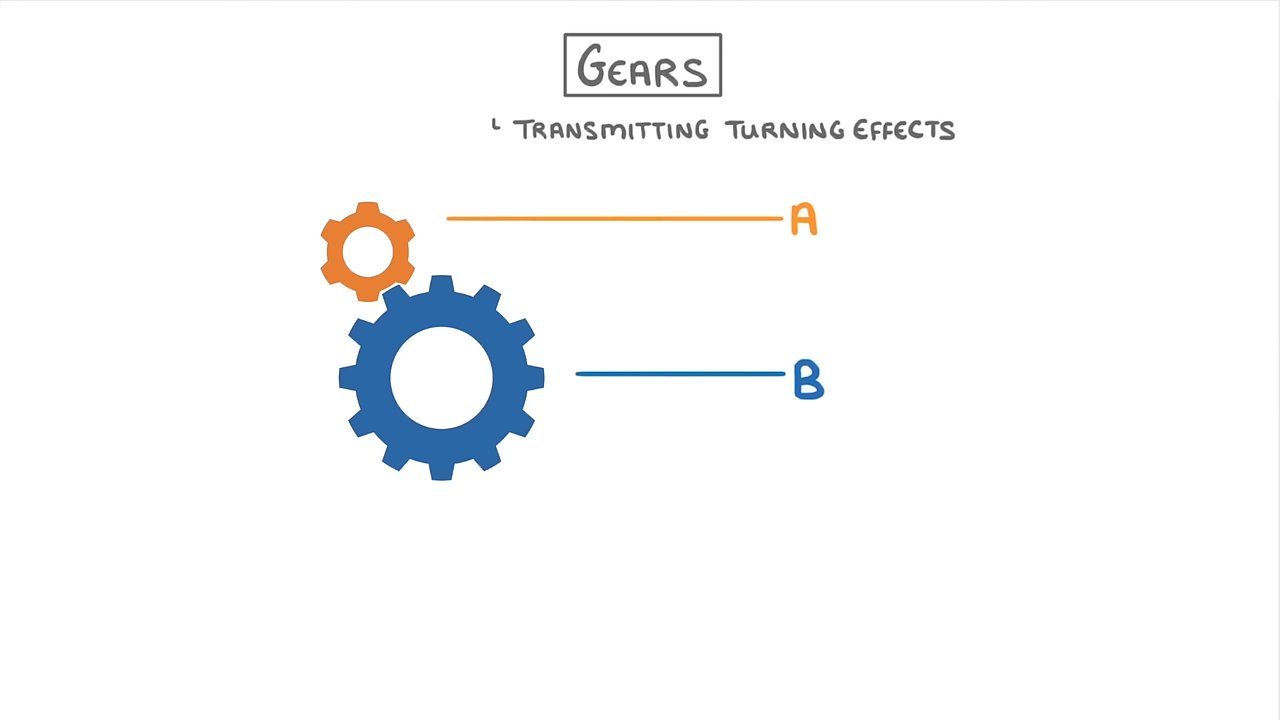 GEARS
└ TRANSMITTING TURNING EFFECTS
A
B